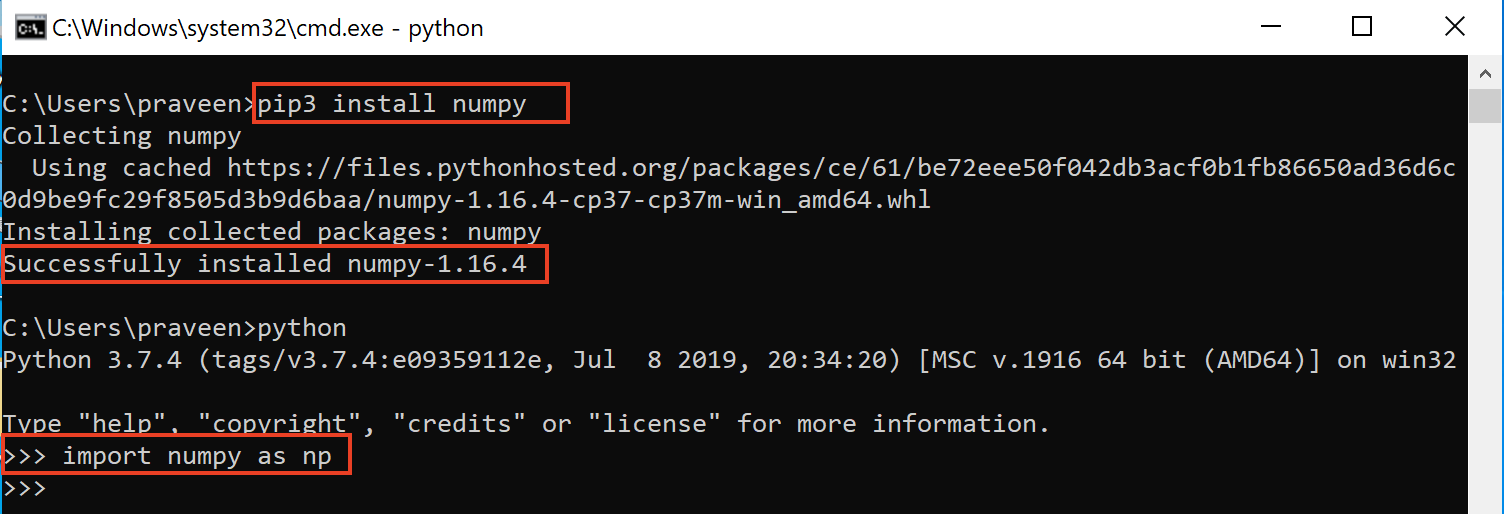 C:\Windows\system32\cmd.exe - python
C:\Users\praveen>pip3 install numpy
Collecting numpy
  Using cached https://files.pythonhosted.org/packages/ce/61/be72eee50f042db3acf0b1fb86650ad36d6c
0d9be9fc29f8505d3b9d6baa/numpy-1.16.4-cp37-cp37m-win_amd64.whl
Installing collected packages: numpy
Successfully installed numpy-1.16.4
C:\Users\praveen>python
Python 3.7.4 (tags/v3.7.4:e09359112e, Jul  8 2019, 20:34:20) [MSC v.1916 64 bit (AMD64)] on win32
Type "help", "copyright", "credits" or "license" for more information.
>>> import numpy as np
>>>